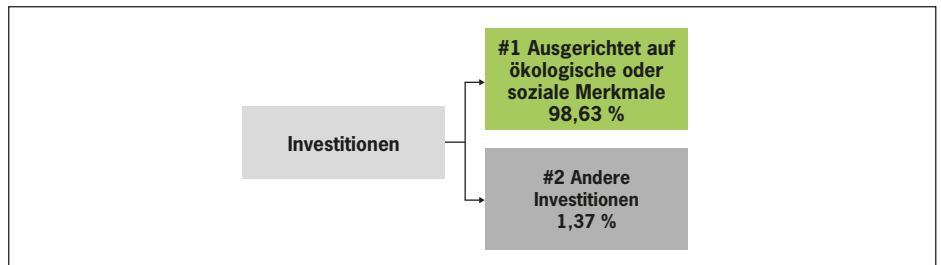 #1 Ausgerichtet auf
ökologische oder
soziale Merkmale
98,63 %
Investitionen
#2 Andere
Investitionen
1,37 %